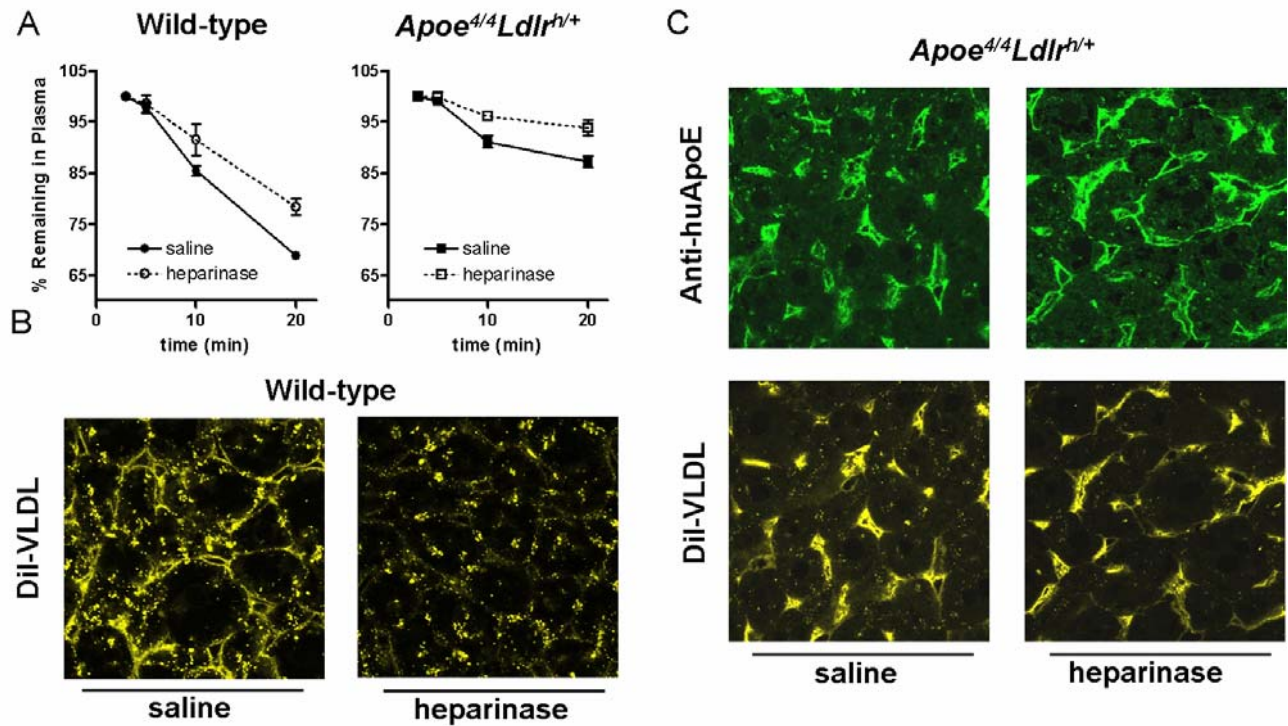 A
Wild-type
Apoe4/4Ldlrh/+
% Remaining in Plasma
105
95
85
75
65
saline
heparinase
0
10
20
time (min)
105
95
85
75
65
saline
heparinase
0
10
20
time (min)
B
Wild-type
DiI-VLDL
saline
heparinase
C
Apoe4/4Ldlrh/+
Anti-huApoE
DiI-VLDL
saline
heparinase